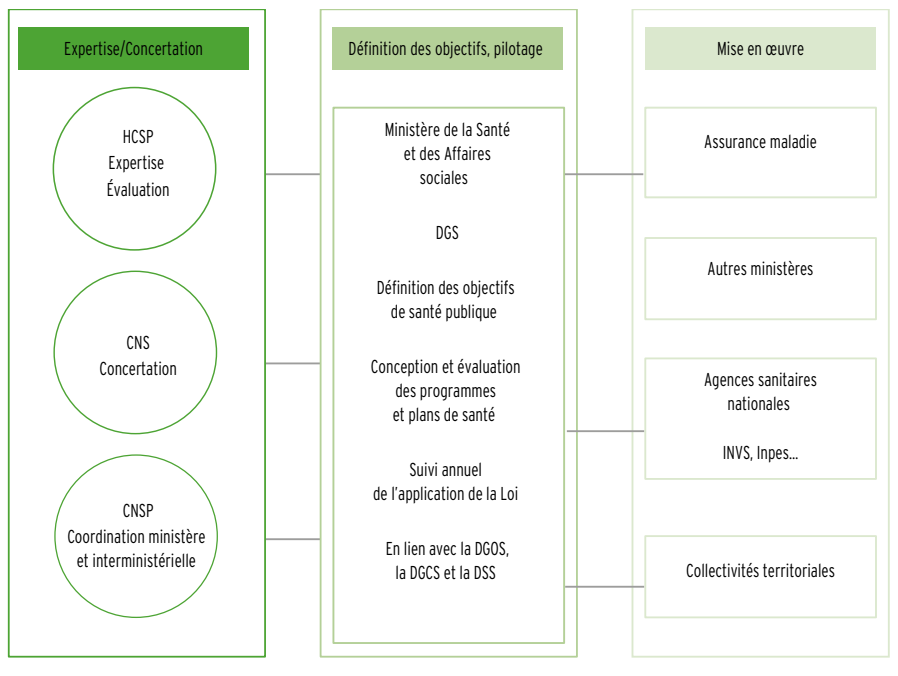 Expertise/Concertation
HCSP
Expertise
Évaluation
CNS
Concertation
CNSP
Coordination ministère
et interministérielle
Définition des objectifs, pilotage
Ministère de la Santé
et des Affaires
sociales
DGS
Définition des objectifs
de santé publique
Conception et évaluation
des programmes
et plans de santé
Suivi annuel
de l'application de la Loi
En lien avec la DGOS,
la DGCS et la DSS
Mise en œuvre
Assurance maladie
Autres ministères
Agences sanitaires
nationales
INVS, Inpes...
Collectivités territoriales